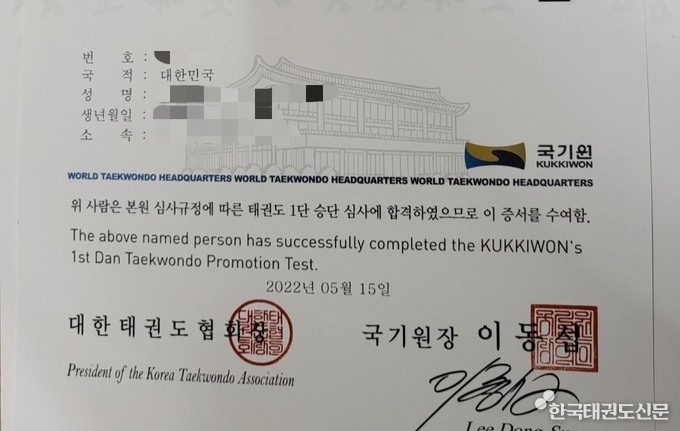 번 호 :
국 적 : 대한민국
성 명 :
생년월일 :
소 속 :
국기원
KUKKIWON
WORLD TAEKWONDO HEADQUARTERS WORLD TAEKWONDO HEADQUARTERS WORLD TAEKWONDO HEADQUARTERS
위 사람은 본원 심사규정에 따른 태권도 1단 승단 심사에 합격하였으므로 이 증서를 수여함.
The above named person has successfully completed the KUKKIWON's
1st Dan Taekwondo Promotion Test.
2022년 05월 15일
대한태권도협회장 국기원장 이동섭
President of the Korea Taekwondo Association
Lee Dong
한국태권도신문